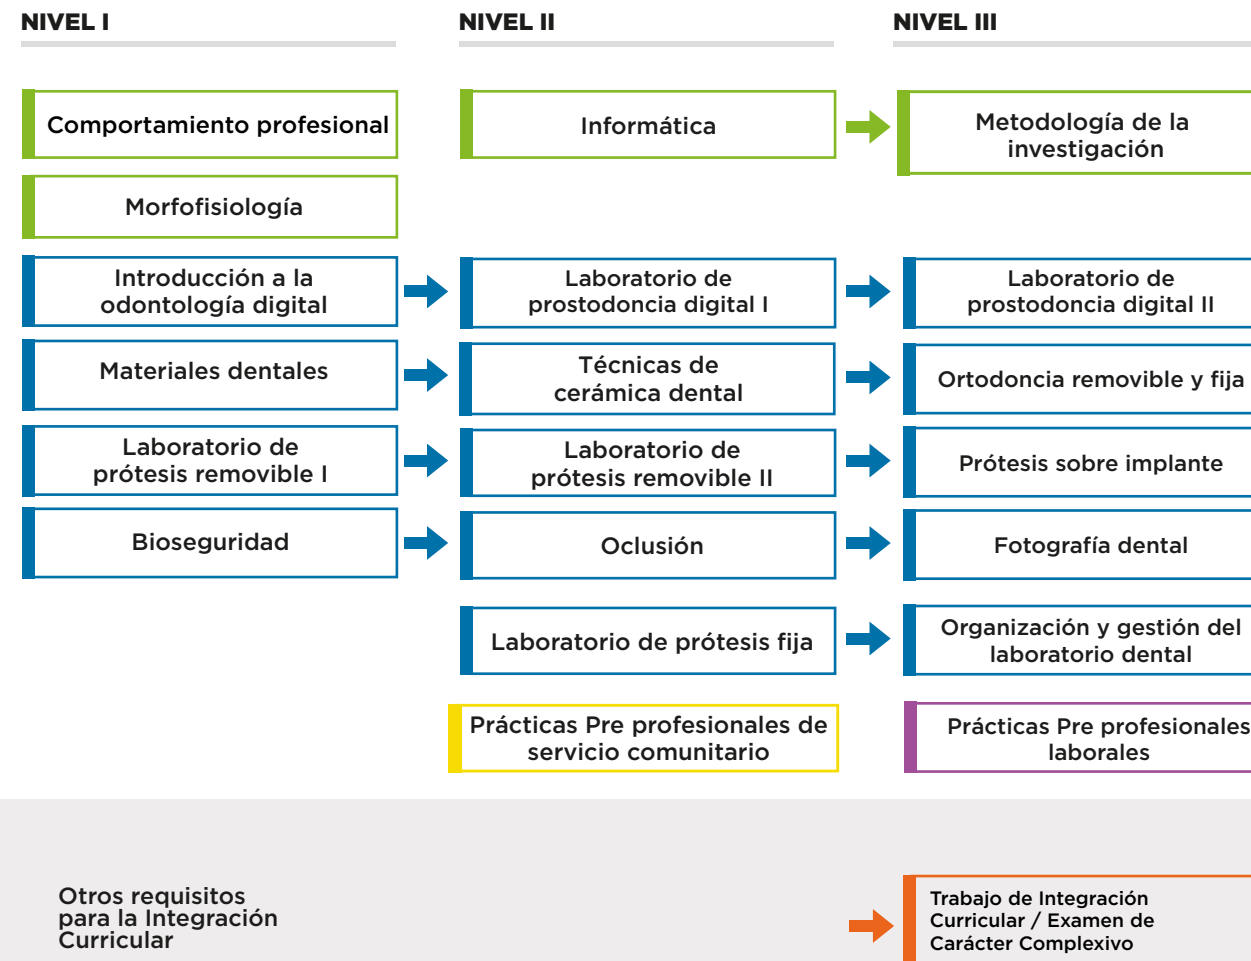 NIVEL I
NIVEL II
NIVEL III
Comportamiento profesional
Informática
Metodología de la
investigación
Morfofisiología
Introducción a la
odontología digital
Laboratorio de
prostodoncia digital I
Laboratorio de
prostodoncia digital II
Materiales dentales
Técnicas de
cerámica dental
Ortodoncia removible y fija
Laboratorio de
prótesis removible I
Laboratorio de
prótesis removible II
Prótesis sobre implante
Bioseguridad
Oclusión
Fotografía dental
Laboratorio de prótesis fija
Organización y gestión del
laboratorio dental
Prácticas Pre profesionales de
servicio comunitario
Prácticas Pre profesionales
laborales
Otros requisitos
para la Integración
Curricular
Trabajo de Integración
Curricular / Examen de
Carácter Complexivo